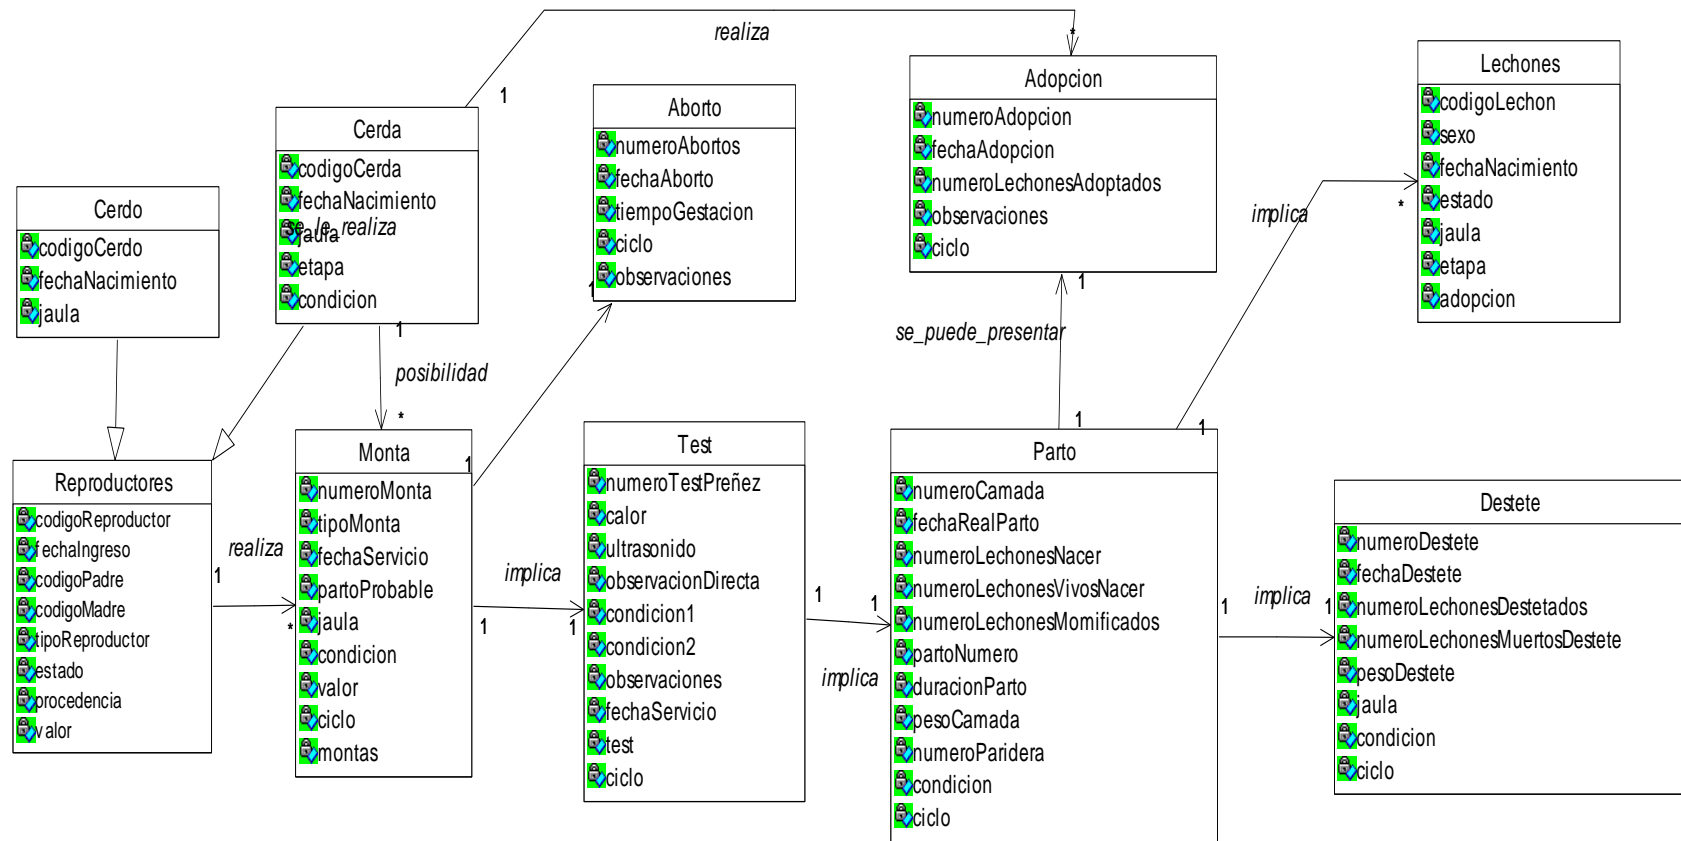 realiza
1
*
Cerdo
codigoCerdo
fechaNacimiento
jaula
Cerda
codigoCerda
fechaNacimiento
jaula
se_le_realiza
etapa
condicion
1
posibilidad
*
Aborto
numeroAbortos
fechaAborto
tiempoGestacion
ciclo
observaciones
1
Adopcion
numeroAdopcion
fechaAdopcion
numeroLechonesAdoptados
observaciones
ciclo
1
se_puede_presentar
1
Lechones
codigoLechon
sexo
fechaNacimiento
estado
jaula
etapa
adopcion
implica
*
1
Reproductores
codigoReproductor
fechaIngreso
codigoPadre
codigoMadre
tipoReproductor
estado
procedencia
valor
realiza
1
*
Monta
numeroMonta
tipoMonta
fechaServicio
partoProbable
jaula
condicion
valor
ciclo
montas
1
implica
1
1
Test
numeroTestPreñez
calor
ultrasonido
observacionDirecta
condicion1
condicion2
observaciones
fechaServicio
test
ciclo
1
1
implica
Parto
numeroCamada
fechaRealParto
numeroLechonesNacer
numeroLechonesVivosNacer
numeroLechonesMomificados
partoNumero
duracionParto
pesoCamada
numeroParidera
condicion
ciclo
1
implica
1
Destete
numeroDestete
fechaDestete
numeroLechonesDestetados
numeroLechonesMuertosDestete
pesoDestete
jaula
condicion
ciclo